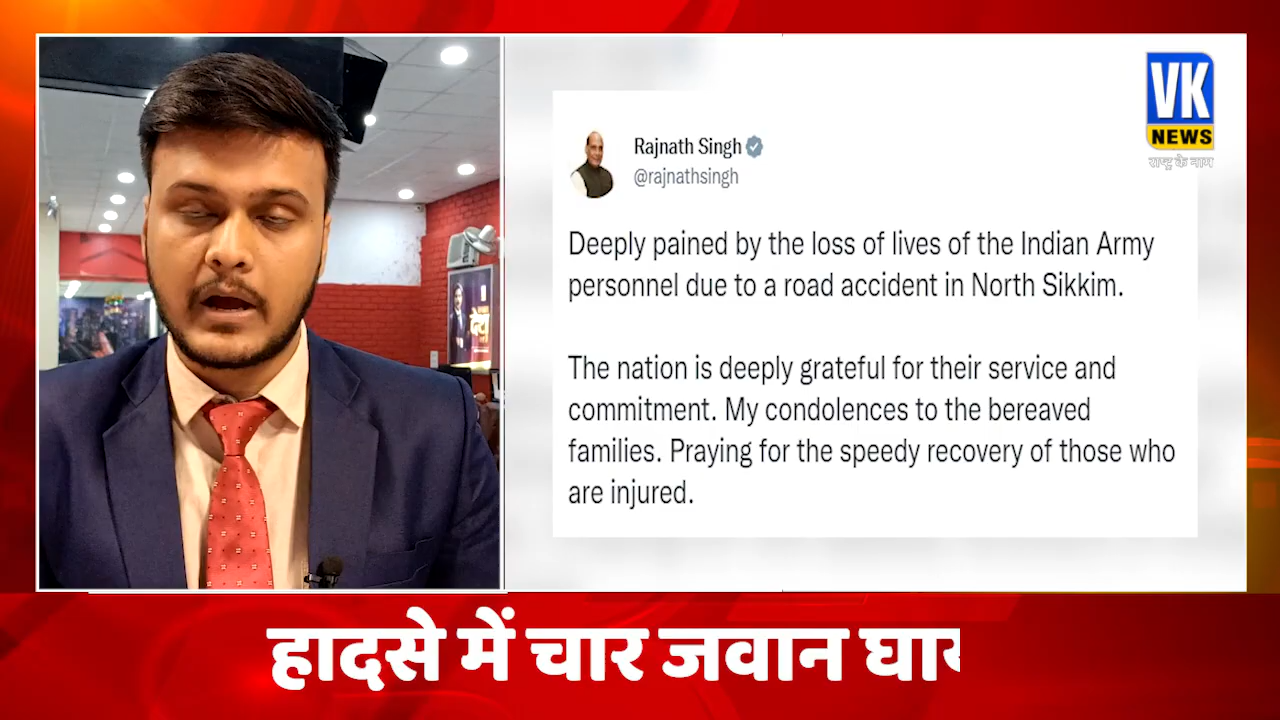 VK
NEWS
राष्ट्र के नाम
Rajnath Singh
@rajnathsingh
Deeply pained by the loss of lives of the Indian Army
personnel due to a road accident in North Sikkim.
The nation is deeply grateful for their service and
commitment. My condolences to the bereaved
families. Praying for the speedy recovery of those who
are injured.
हादसे में चार जवान